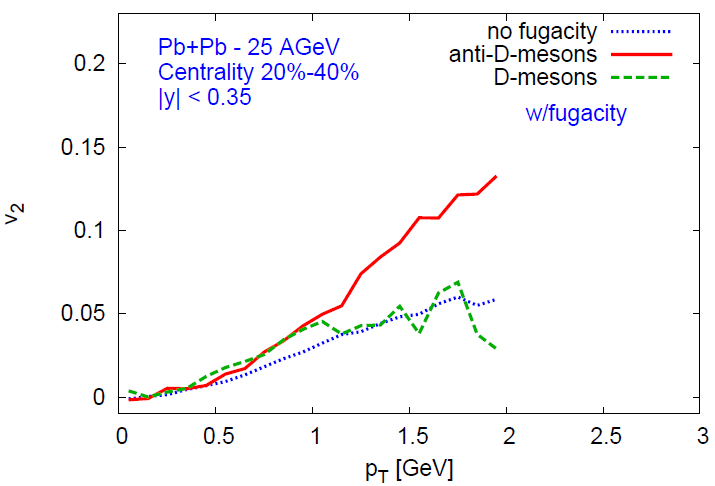 Pb+Pb - 25 AGeV
Centrality 20%-40%
|y| < 0.35
no fugacity
anti-D-mesons
D-mesons
w/fugacity
0.2
0.15
0.1
0.05
0
v2
0 0.5 1 1.5 2 2.5 3
pT [GeV]